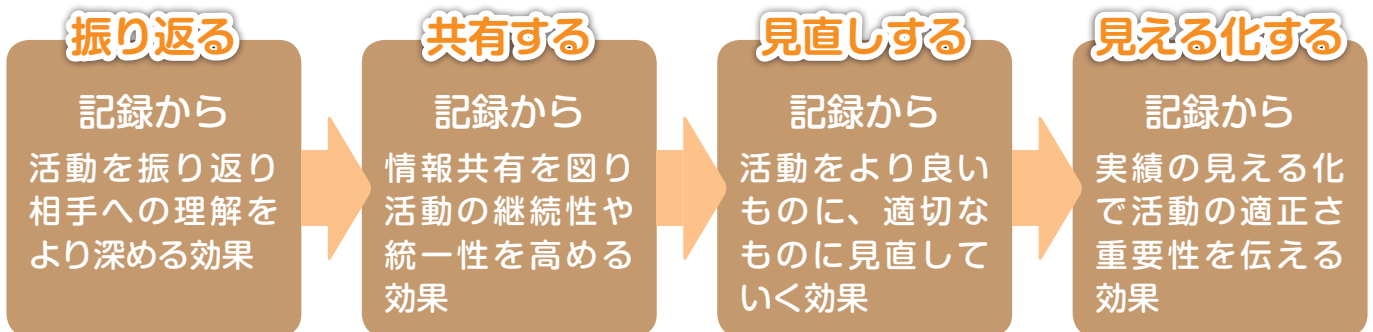 振り返る
記録から
活動を振り返り
相手への理解を
より深める効果
共有する
記録から
情報共有を図り
活動の継続性や
統一性を高める
効果
見直しする
記録から
活動をより良い
ものに、適切な
ものに見直して
いく効果
見える化する
記録から
実績の見える化
で活動の適正さ
重要性を伝える
効果